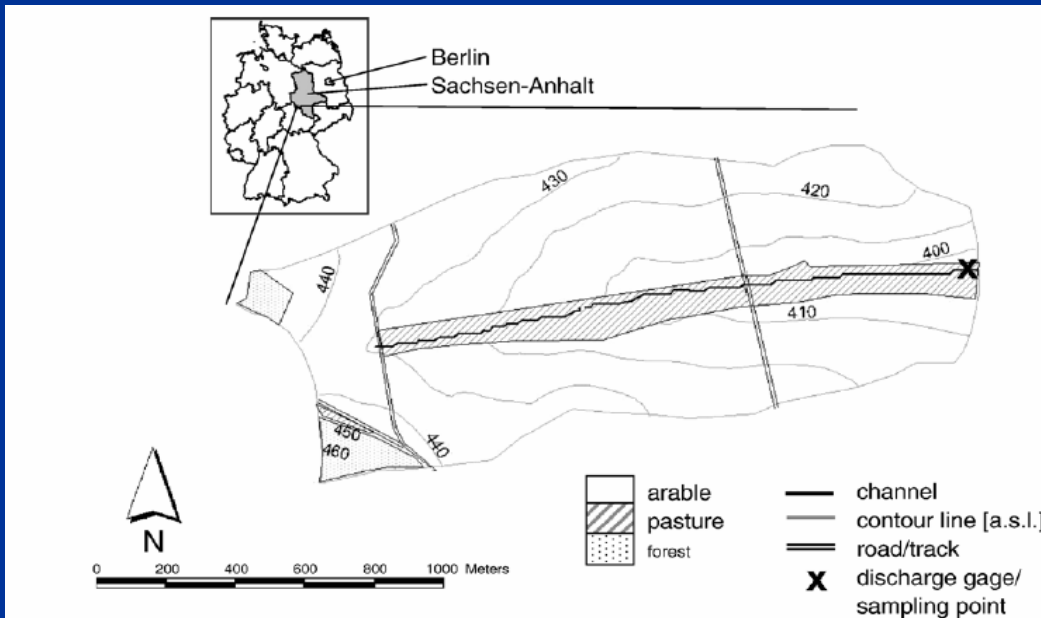 Berlin
Sachsen-Anhalt
430
420
440
400
410
450
460
440
N
0 200 400 600 800 1000 Meters
arable
pasture
forest
channel
contour line [a.s.l.]
road/track
X discharge gage/
sampling point